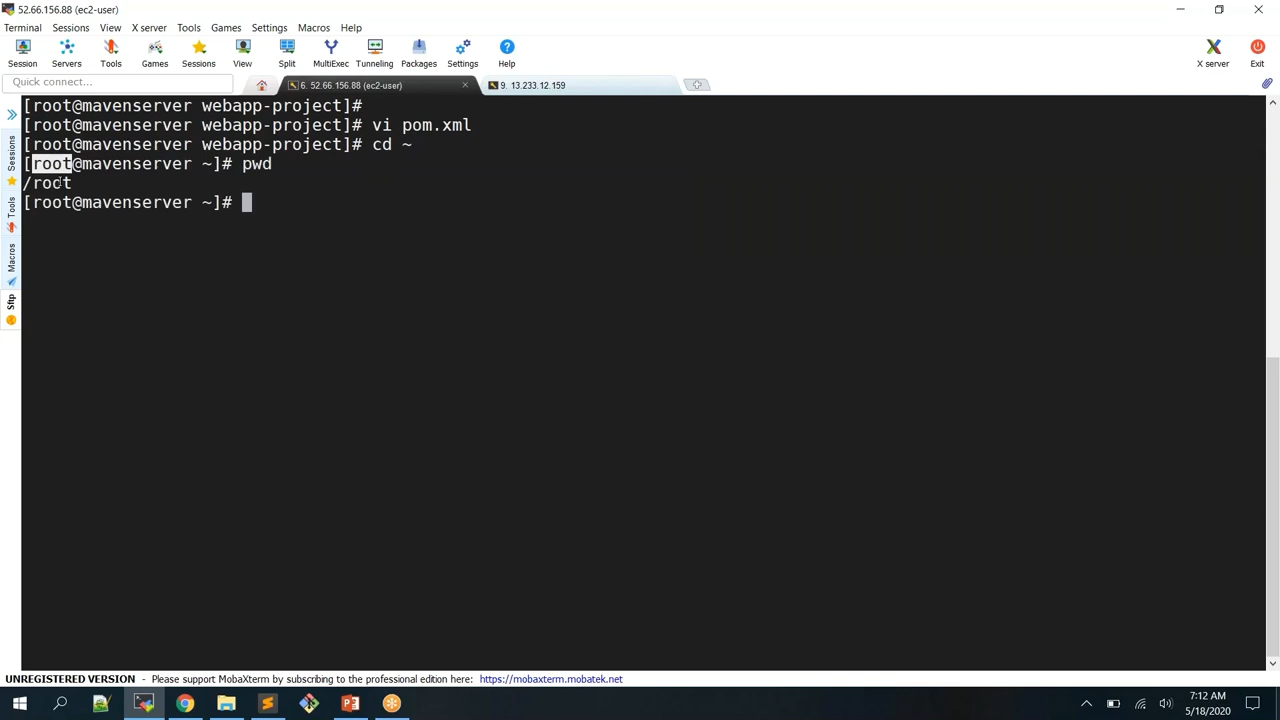 52.66.156.88 (ec2-user)
Terminal Sessions View X server Tools Games Settings Macros Help
Session Servers Tools Games Sessions View Split MultiExec Tunneling Packages Settings Help X server Exit
Quick connect...
6. 52.66.156.88 (ec2-user)
9. 13.233.12.159
Sessions
Tools
Macros
Sftp
[root@mavenserver webapp-project]#
[root@mavenserver webapp-project]# vi pom.xml
[root@mavenserver webapp-project]# cd ~
[root@mavenserver ~]# pwd
/root
[root@mavenserver ~]#
UNREGISTERED VERSION - Please support MobaXterm by subscribing to the professional edition here: https://mobaxterm.mobatek.net
7:12 AM
5/18/2020